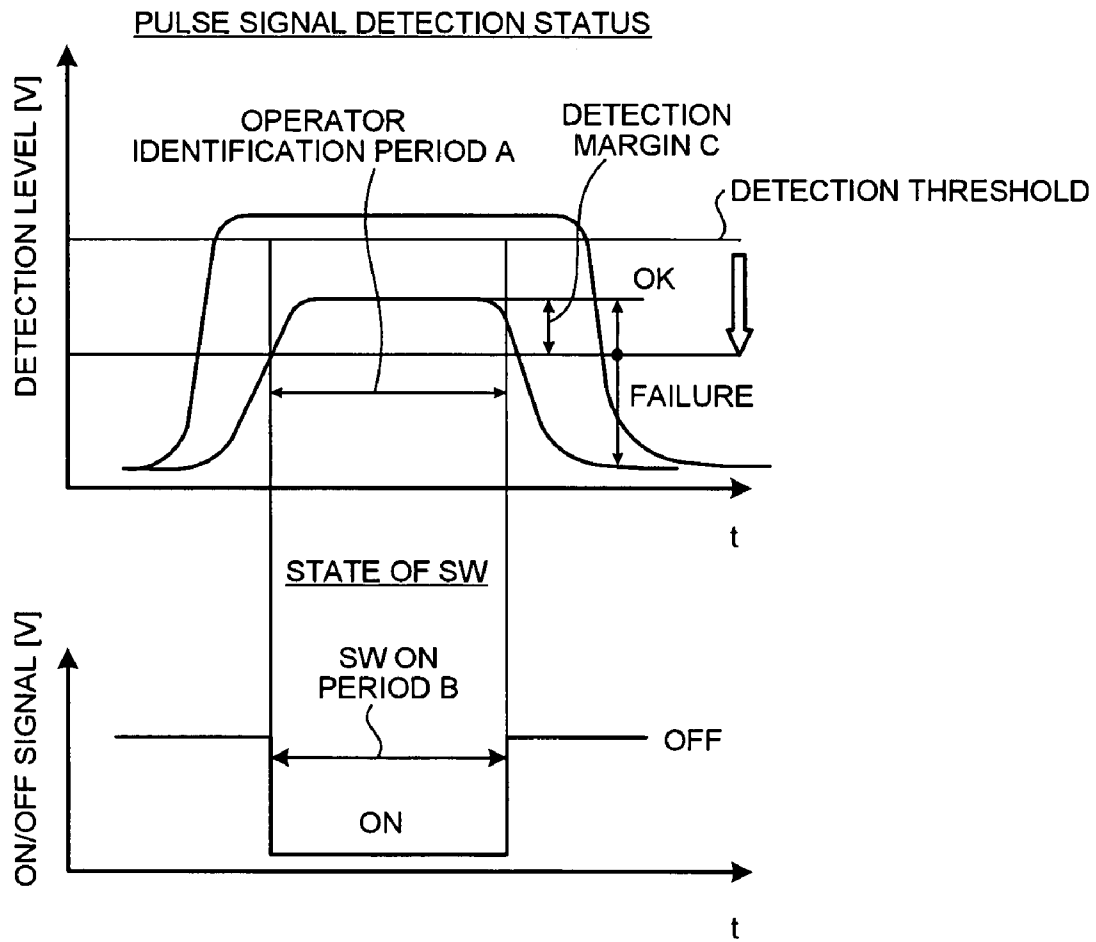 PULSE SIGNAL DETECTION STATUS
DETECTION LEVEL [V]
OPERATOR
IDENTIFICATION PERIOD A
DETECTION
MARGIN C
DETECTION THRESHOLD
OK
FAILURE
t
STATE OF SW
ON/OFF SIGNAL [V]
SW ON
PERIOD B
OFF
ON
t